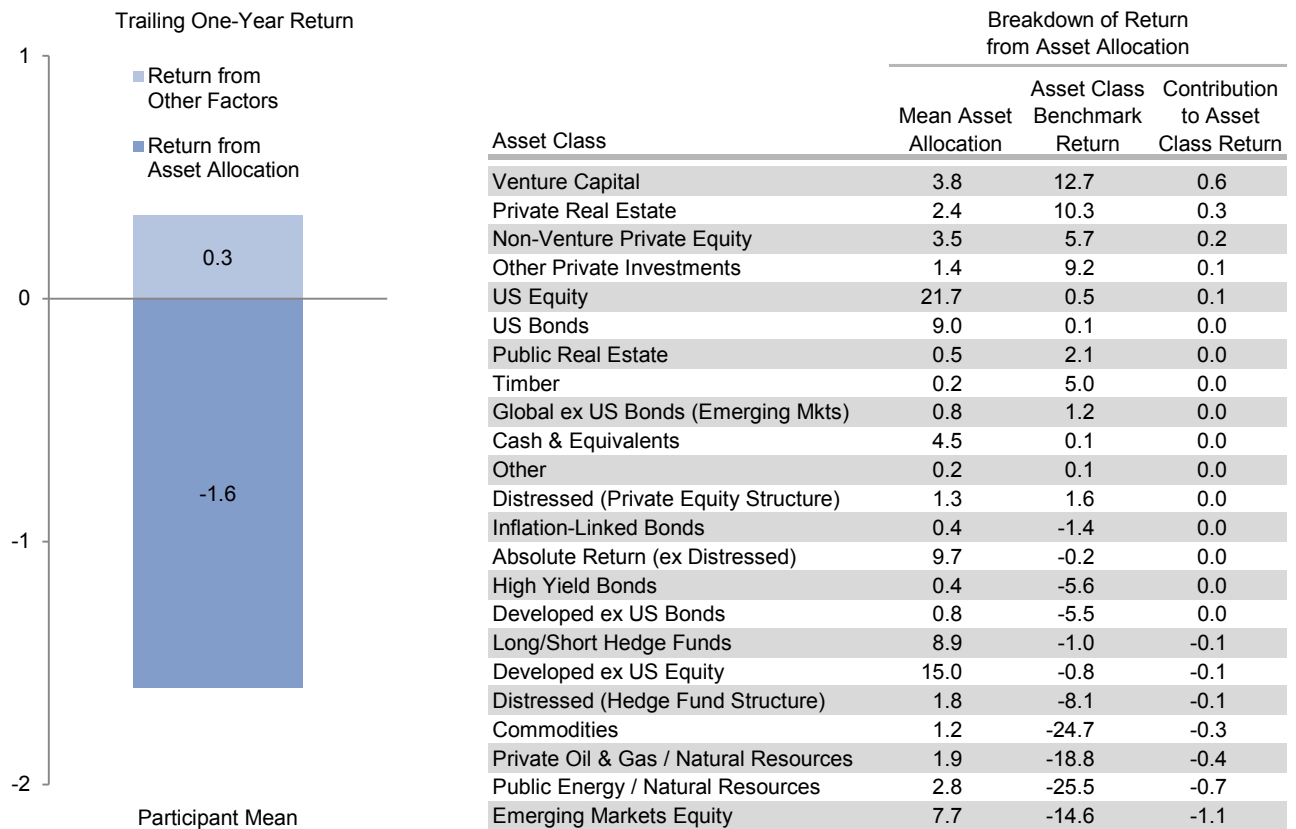 Trailing One-Year Return
1
Return from
Other Factors
Return from
Asset Allocation
0.3
0
-1.6
-1
-2
Participant Mean
Breakdown of Return
from Asset Allocation
Asset Class Contribution
Mean Asset Benchmark to Asset
Asset Class Allocation Return Class Return
Venture Capital 3.8 12.7 0.6
Private Real Estate 2.4 10.3 0.3
Non-Venture Private Equity 3.5 5.7 0.2
Other Private Investments 1.4 9.2 0.1
US Equity 21.7 0.5 0.1
US Bonds 9.0 0.1 0.0
Public Real Estate 0.5 2.1 0.0
Timber 0.2 5.0 0.0
Global ex US Bonds (Emerging Mkts) 0.8 1.2 0.0
Cash & Equivalents 4.5 0.1 0.0
Other 0.2 0.1 0.0
Distressed (Private Equity Structure) 1.3 1.6 0.0
Inflation-Linked Bonds 0.4 -1.4 0.0
Absolute Return (ex Distressed) 9.7 -0.2 0.0
High Yield Bonds 0.4 -5.6 0.0
Developed ex US Bonds 0.8 -5.5 0.0
Long/Short Hedge Funds 8.9 -1.0 -0.1
Developed ex US Equity 15.0 -0.8 -0.1
Distressed (Hedge Fund Structure) 1.8 -8.1 -0.1
Commodities 1.2 -24.7 -0.3
Private Oil & Gas / Natural Resources 1.9 -18.8 -0.4
Public Energy / Natural Resources 2.8 -25.5 -0.7
Emerging Markets Equity 7.7 -14.6 -1.1